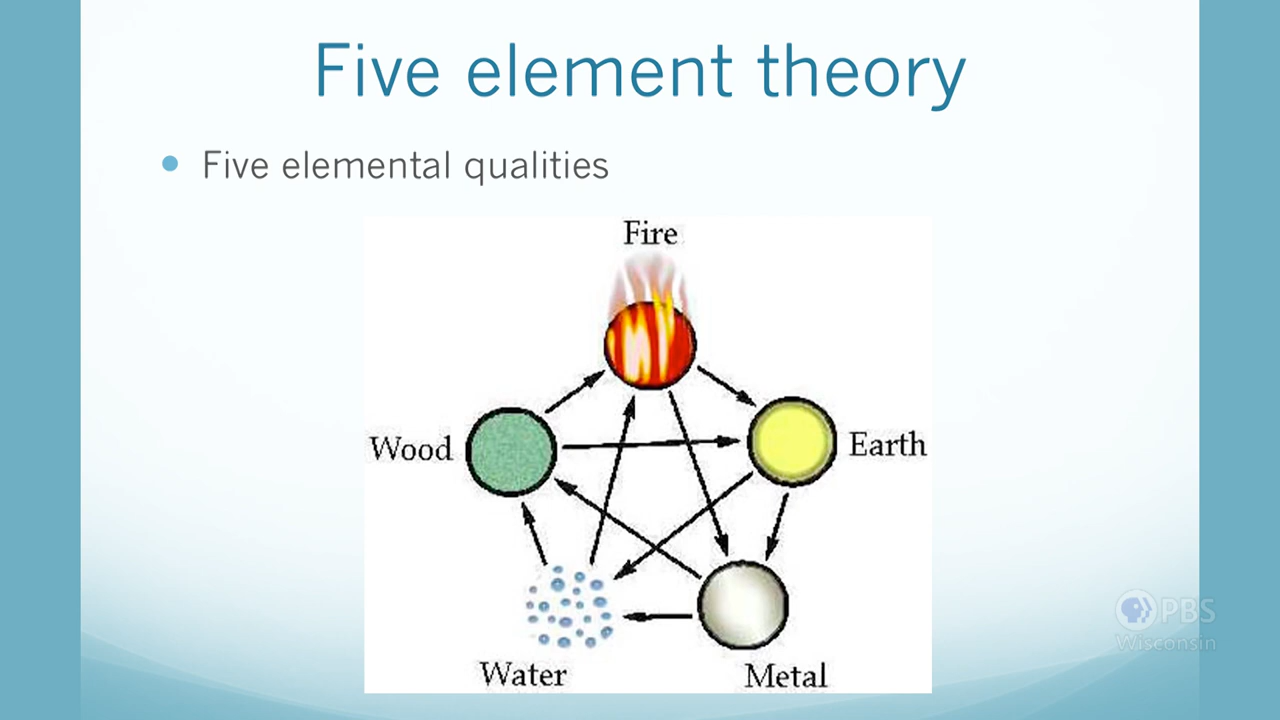 Five element theory
Five elemental qualities
Fire
Wood
Earth
Water
Metal
PBS
Wisconsin